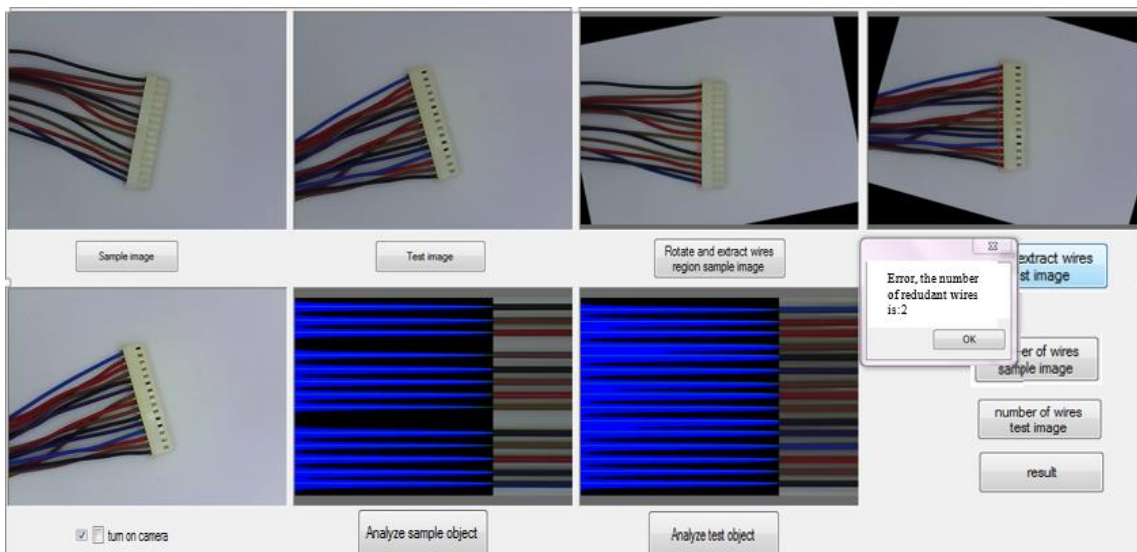 Sample image
Test image
Rotate and extract wires
region sample image
extract wires
st image
Error, the number
of redudant wires
is:2
OK
er of wires
sample image
number of wires
test image
result
turn on camera
Analyze sample object
Analyze test object